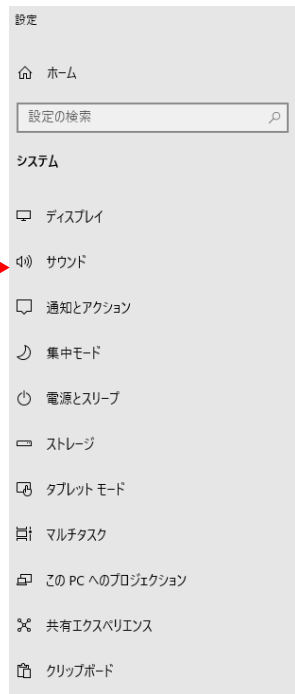 設定
ホーム
設定の検索
システム
ディスプレイ
サウンド
通知とアクション
集中モード
電源とスリープ
ストレージ
タブレット モード
マルチタスク
この PC へのプロジェクション
共有エクスペリエンス
クリップボード